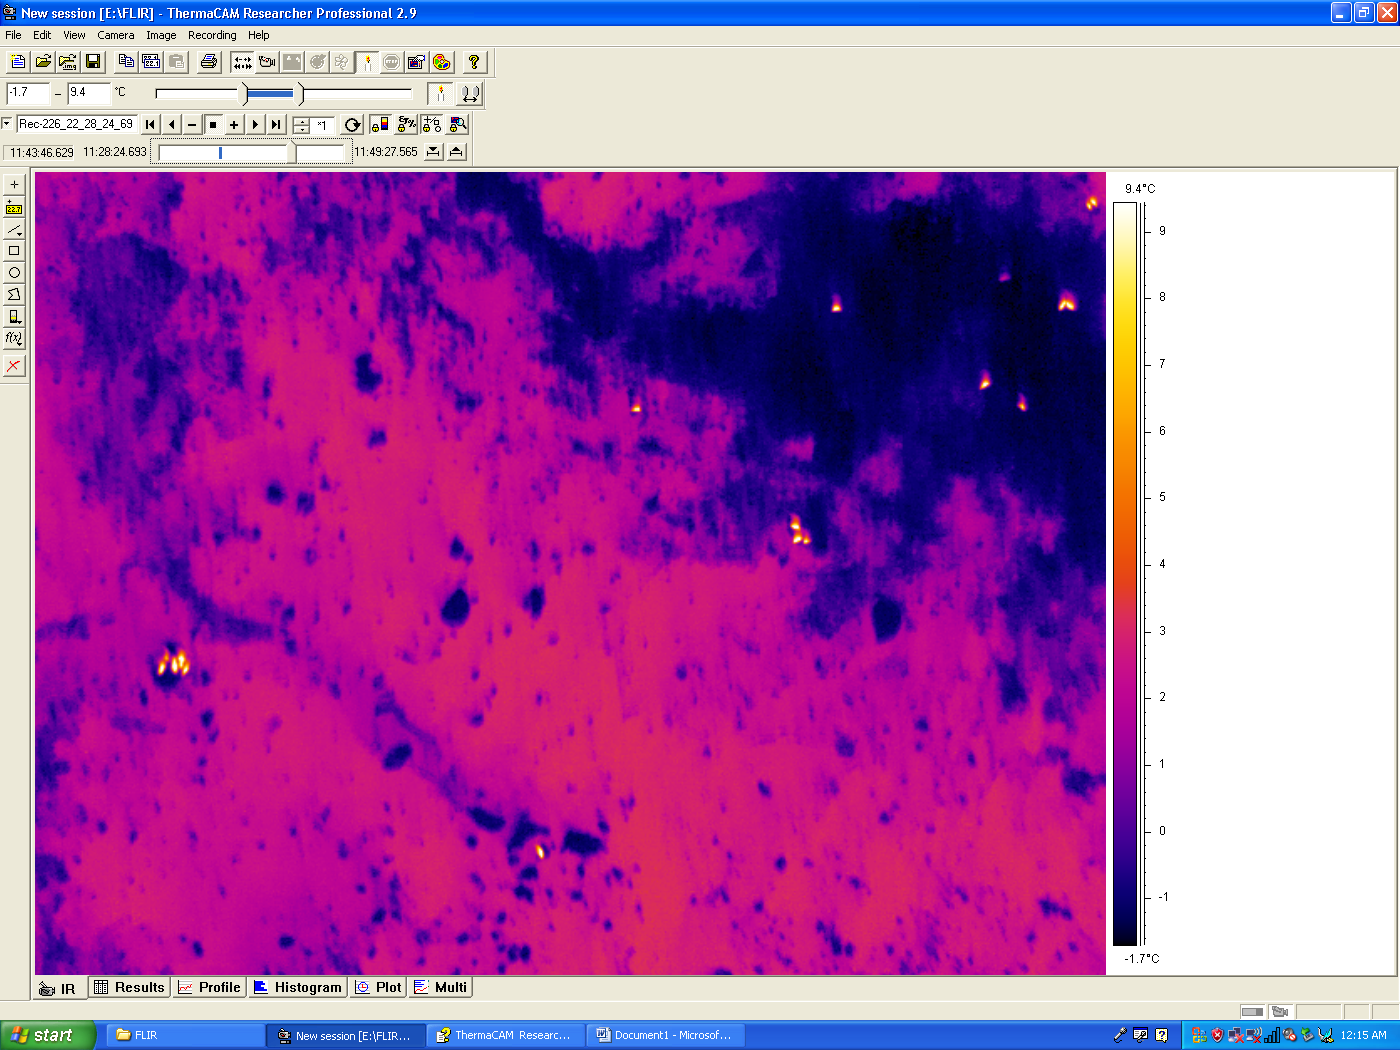 New session [E:\FLIR] - ThermaCAM Researcher Professional 2.9
File Edit View Camera Image Recording Help
-1.7 – 9.4 °C
Rec-226_22_28_24_69 *1
11:43:46.629 11:28:24.693 11:49:27.565
22.7
f(x)
9.4°C
9
8
7
6
5
4
3
2
1
0
-1
-1.7°C
IR Results Profile Histogram Plot Multi
start FLIR New session [E:\FLIR... ThermaCAM Researc... Document1 - Microsof... 12:15 AM